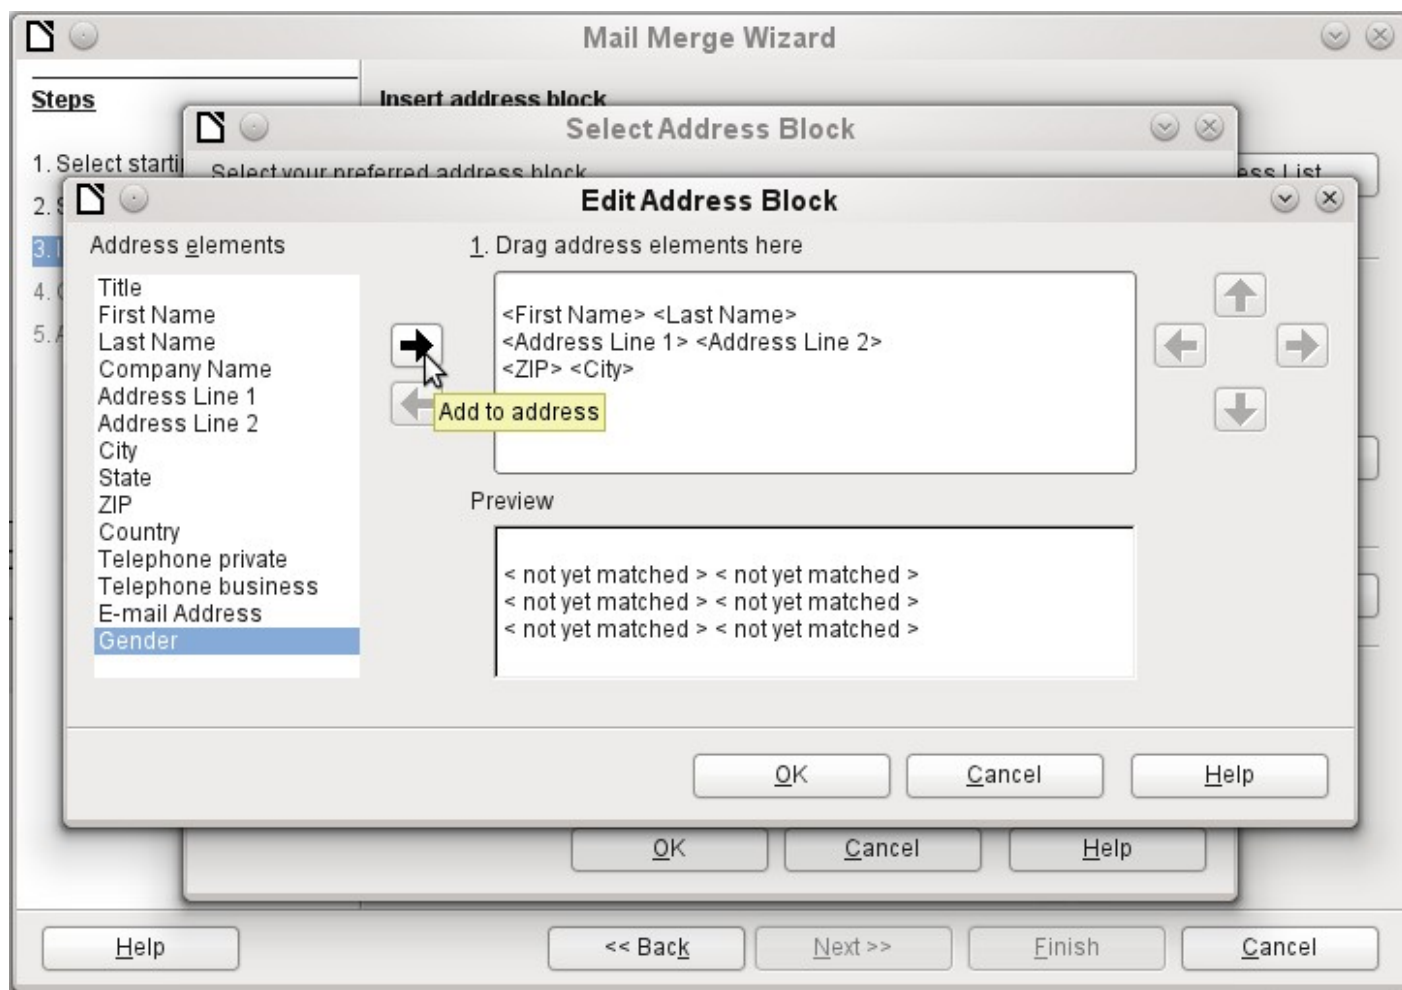 Mail Merge Wizard
Steps
Insert address block
Select Address Block
1. Select
Select your preferred address block
ess List
2.
Edit Address Block
3.
Address elements
1. Drag address elements here
4.
5.
Title
First Name
Last Name
Company Name
Address Line 1
Address Line 2
City
State
ZIP
Country
Telephone private
Telephone business
E-mail Address
Gender
<First Name> <Last Name>
<Address Line 1> <Address Line 2>
<ZIP> <City>
Add to address
Preview
< not yet matched > < not yet matched >
< not yet matched > < not yet matched >
< not yet matched > < not yet matched >
OK
Cancel
Help
OK
Cancel
Help
Help
<< Back
Next >>
Finish
Cancel